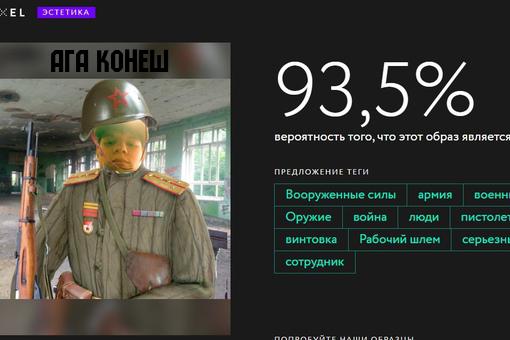 XEL ЭСТЕТИКА
АГА КОНЕШ
93,5%
вероятность того, что этот образ является
ПРЕДЛОЖЕНИЕ ТЕГИ
Вооруженные силы армия военн
Оружие война люди пистолет
винтовка Рабочий шлем серьезны
сотрудник
ПОПРОБУЙТЕ НАШИ ОБРАЗЦЫ